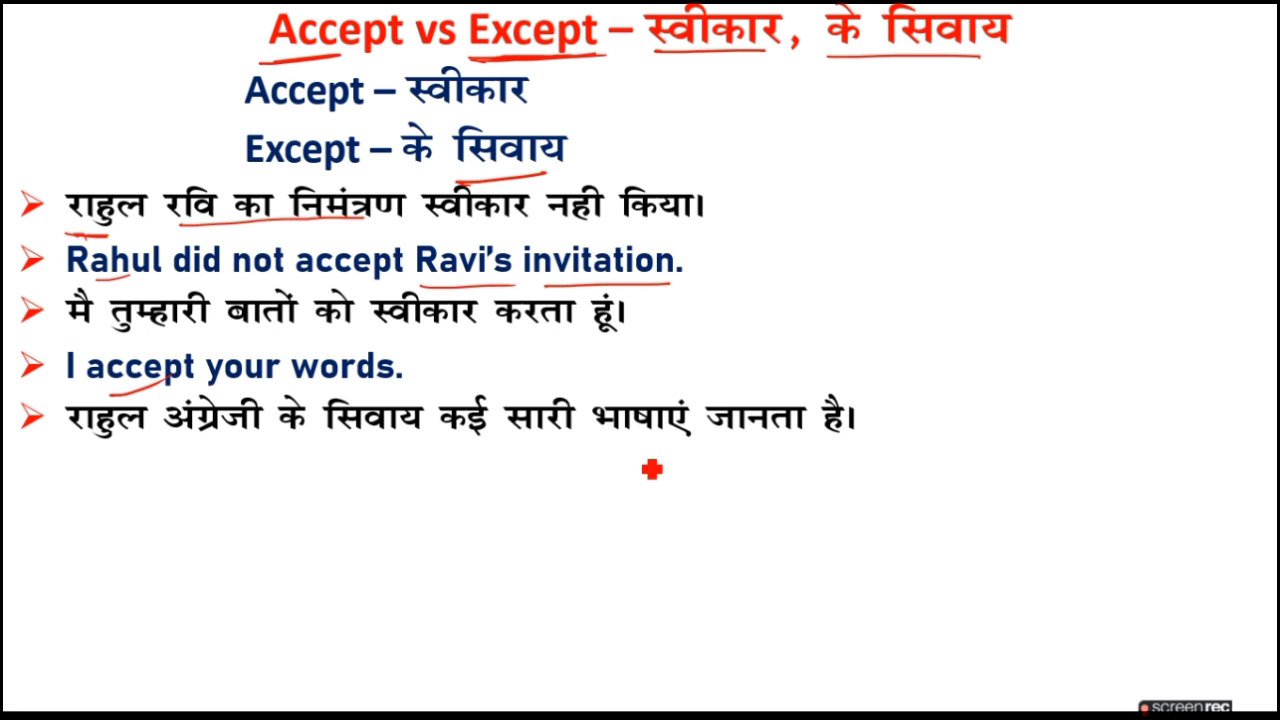 Accept vs Except – स्वीकार, के सिवाय
Accept – स्वीकार
Except – के सिवाय
राहुल रवि का निमंत्रण स्वीकार नही किया।
Rahul did not accept Ravi’s invitation.
मै तुम्हारी बातों को स्वीकार करता हूं।
I accept your words.
राहुल अंग्रेजी के सिवाय कई सारी भाषाएं जानता है।
screenrec